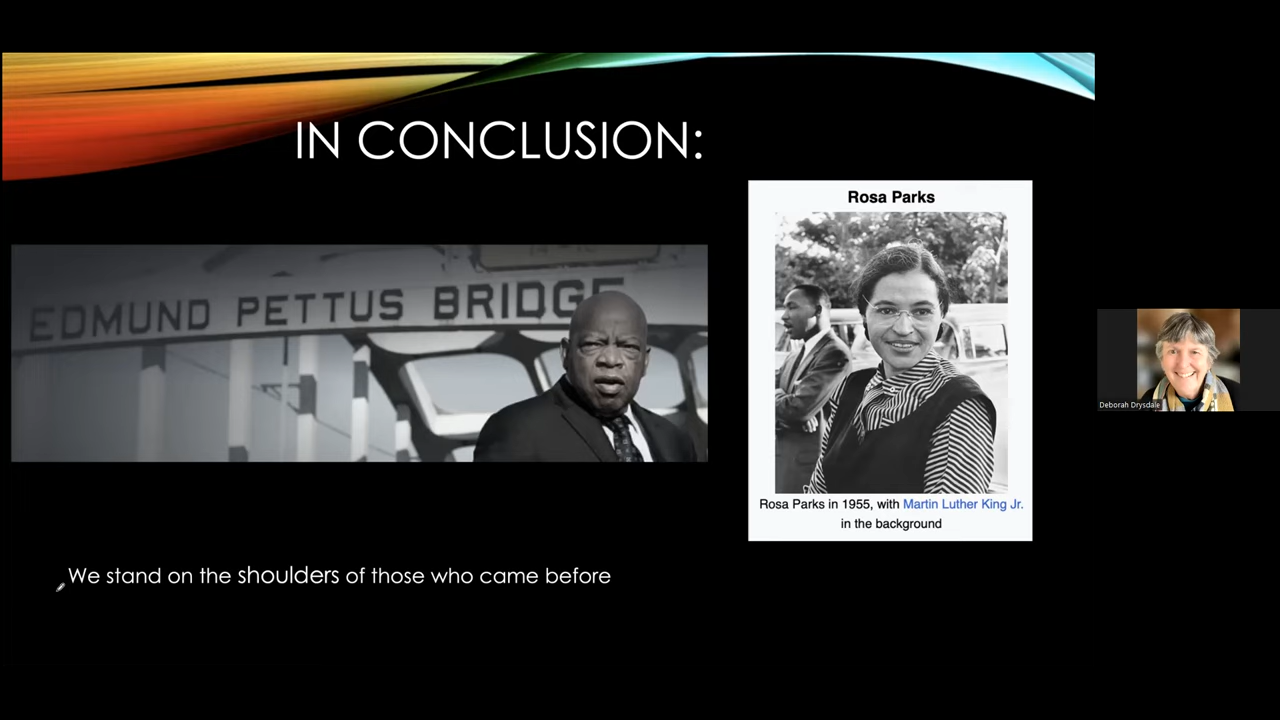 IN CONCLUSION:
EDMUND PETTUS BRIDGE
Rosa Parks
Rosa Parks in 1955, with Martin Luther King Jr.
in the background
Deborah Drysdale
We stand on the shoulders of those who came before